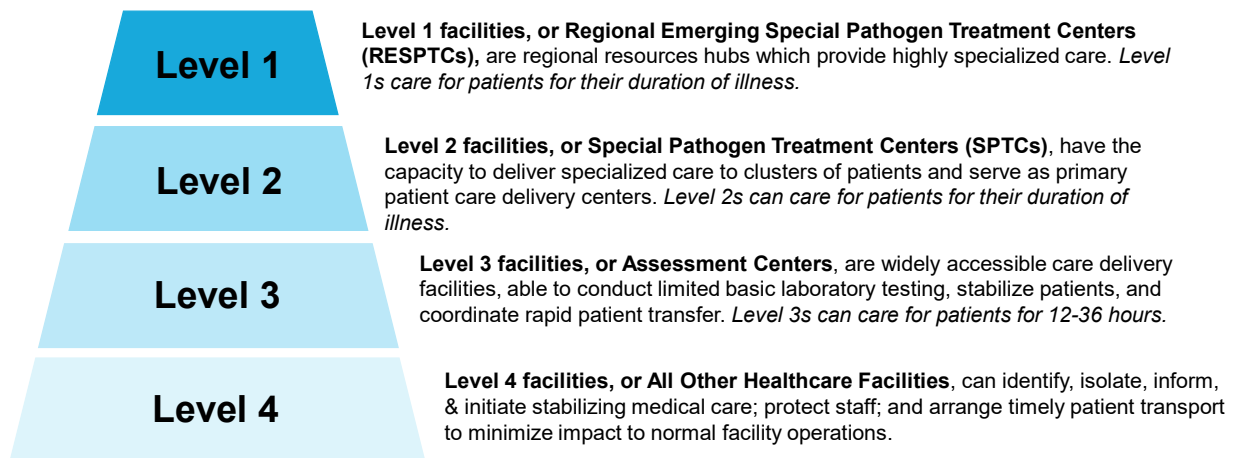 Level 1
Level 1 facilities, or Regional Emerging Special Pathogen Treatment Centers
(RESPTCs), are regional resources hubs which provide highly specialized care. Level
1s care for patients for their duration of illness.
Level 2
Level 2 facilities, or Special Pathogen Treatment Centers (SPTCs), have the
capacity to deliver specialized care to clusters of patients and serve as primary
patient care delivery centers. Level 2s can care for patients for their duration of
illness.
Level 3
Level 3 facilities, or Assessment Centers, are widely accessible care delivery
facilities, able to conduct limited basic laboratory testing, stabilize patients, and
coordinate rapid patient transfer. Level 3s can care for patients for 12-36 hours.
Level 4
Level 4 facilities, or All Other Healthcare Facilities, can identify, isolate, inform,
& initiate stabilizing medical care; protect staff; and arrange timely patient transport
to minimize impact to normal facility operations.